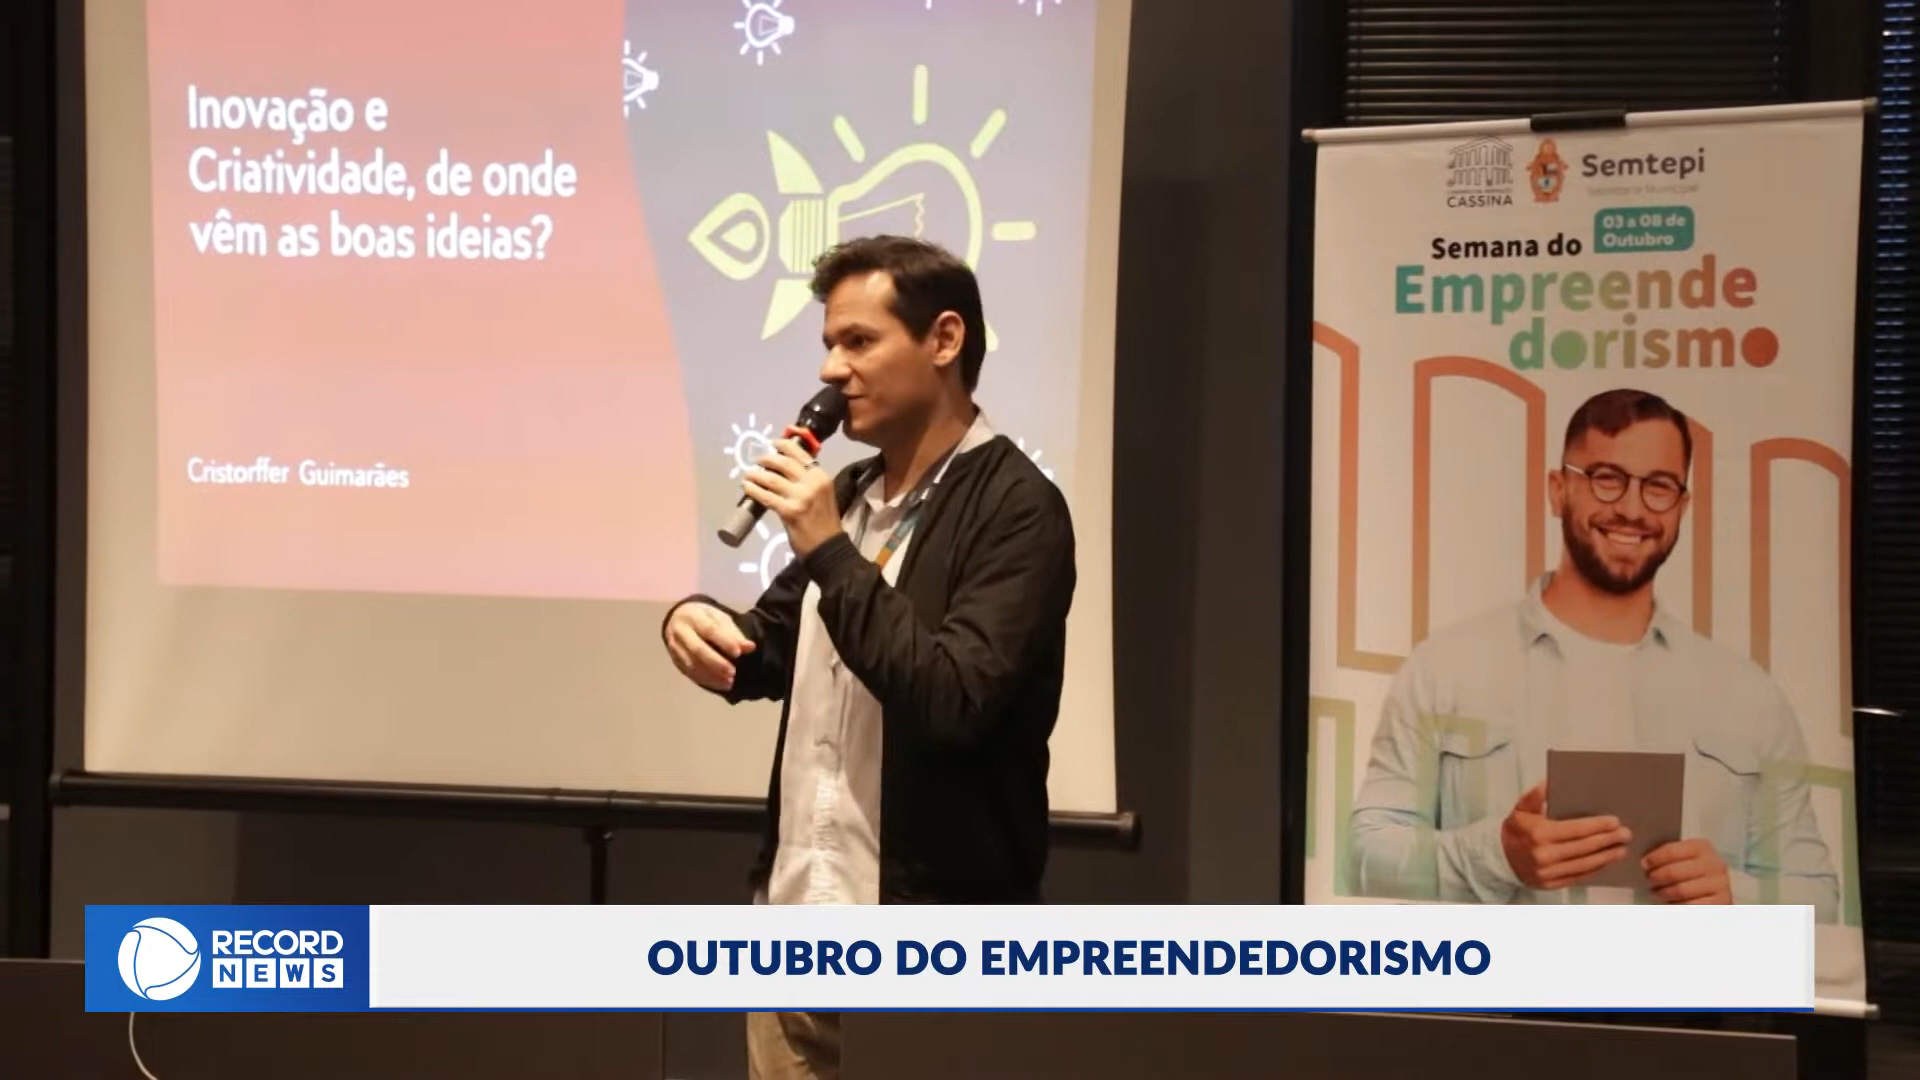 Inovação e
Criatividade, de onde
vêm as boas ideias?
Cristorffer Guimarães
CASSINA
Semtepi
03 a 08 de
Outubro
Semana do
Empreende
dorismo
RECORD
NEWS
OUTUBRO DO EMPREENDEDORISMO